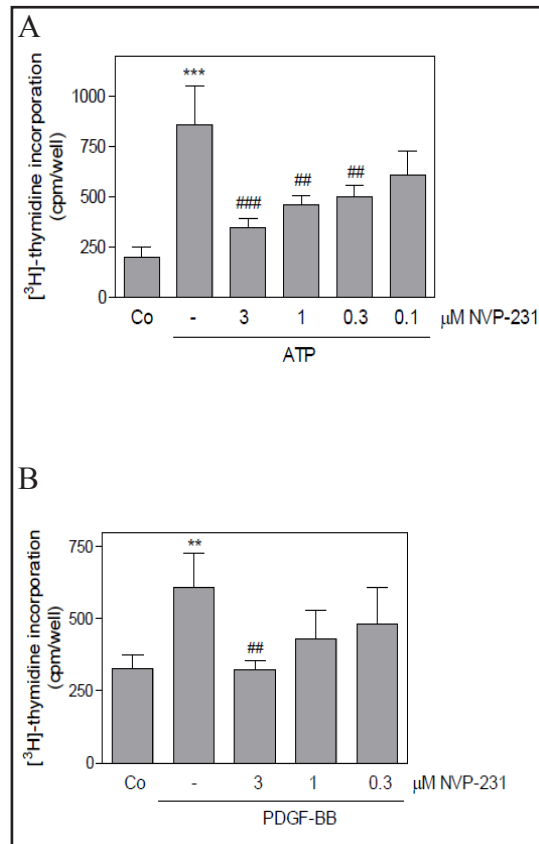 A
[³H]-thymidine incorporation
(cpm/well)
1000
750
500
250
0
***
###
##
##
Co - 3 1 0.3 0.1 μM NVP-231
ATP
B
[³H]-thymidine incorporation
(cpm/well)
750
500
250
0
**
##
Co - 3 1 0.3 μM NVP-231
PDGF-BB